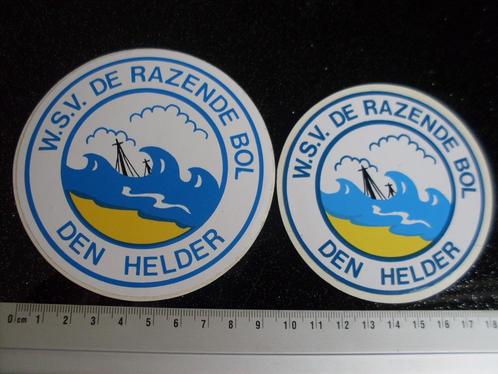 W.S.V. DE RAZENDE BOL
DEN HELDER
W.S.V. DE RAZENDE BOL
DEN HELDER
0 cm 1 2 3 4 5 6 7 8 9 10 11 12 13 14 15 16 17 18